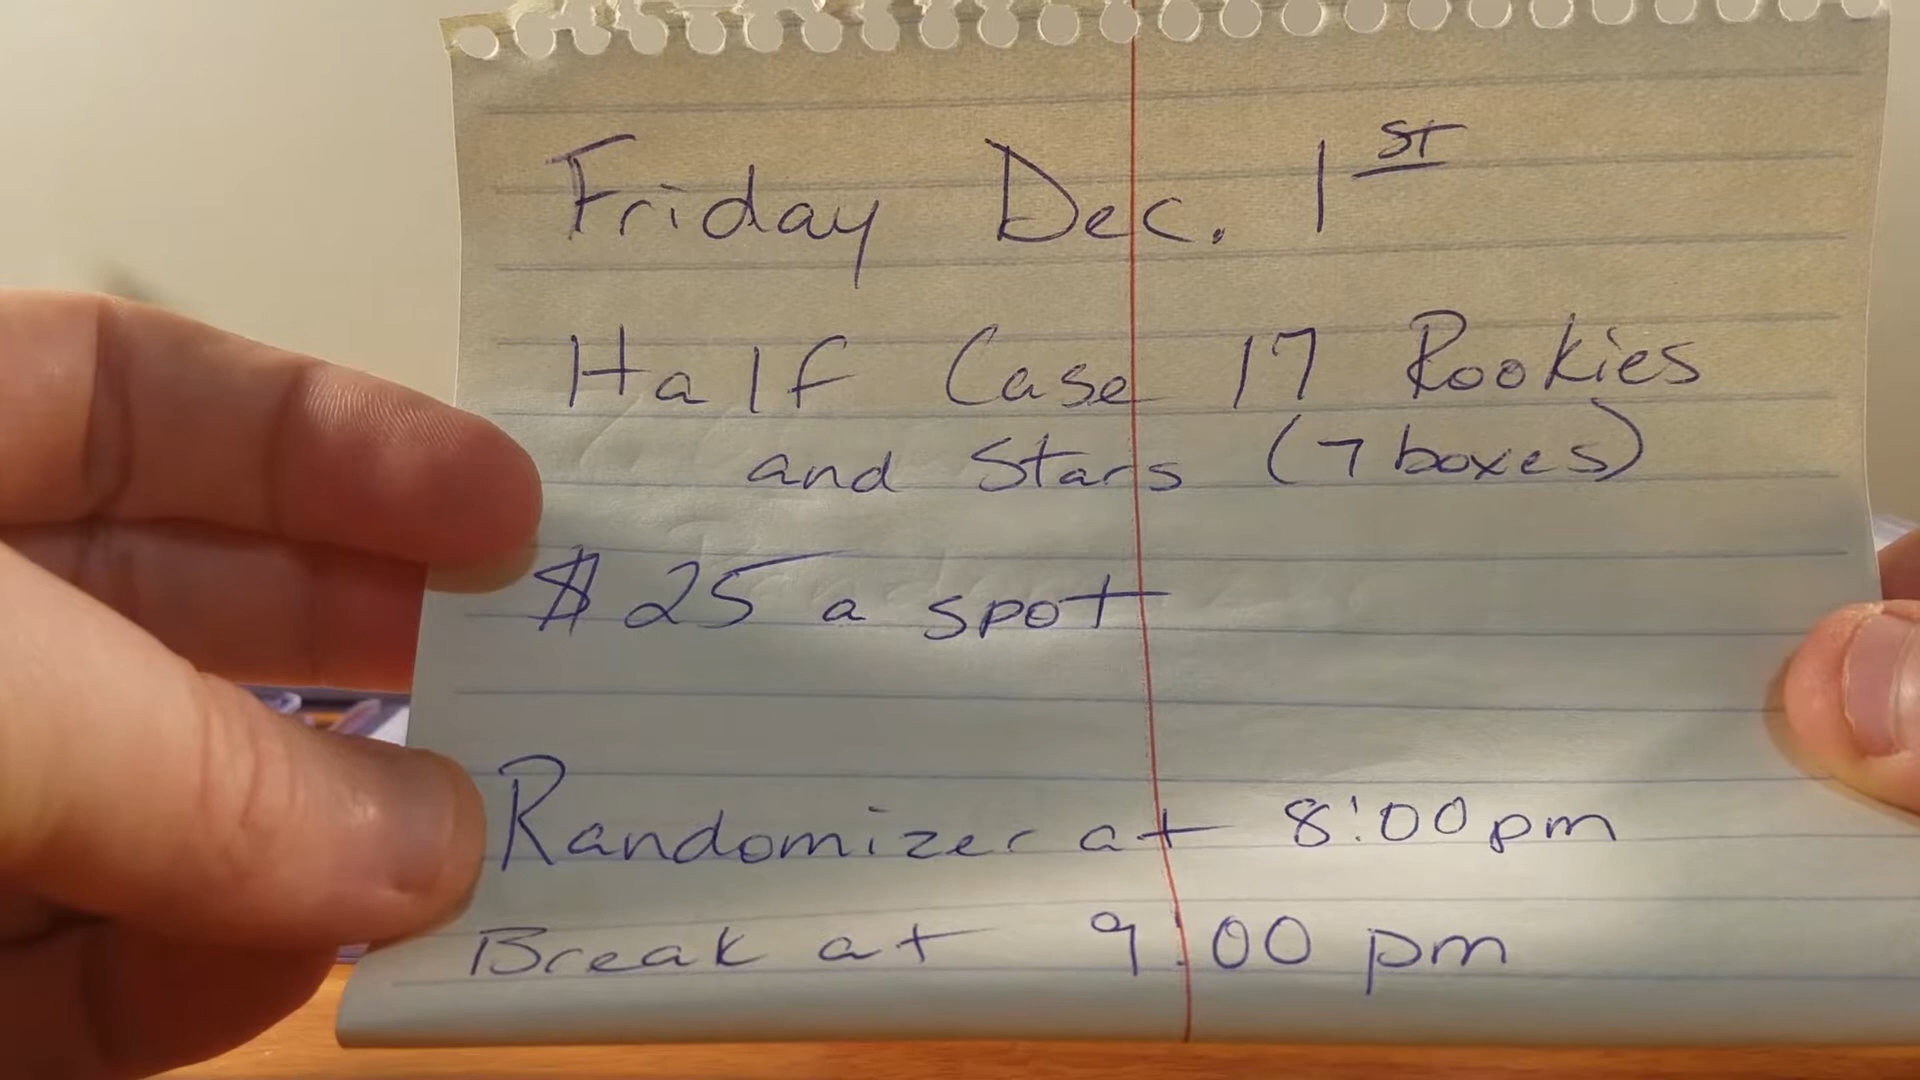 Friday Dec. 1ST
Half Case 17 Rookies
and Stars (7 boxes)
$25 a spot
Randomizer at 8:00pm
Break at 9:00 pm